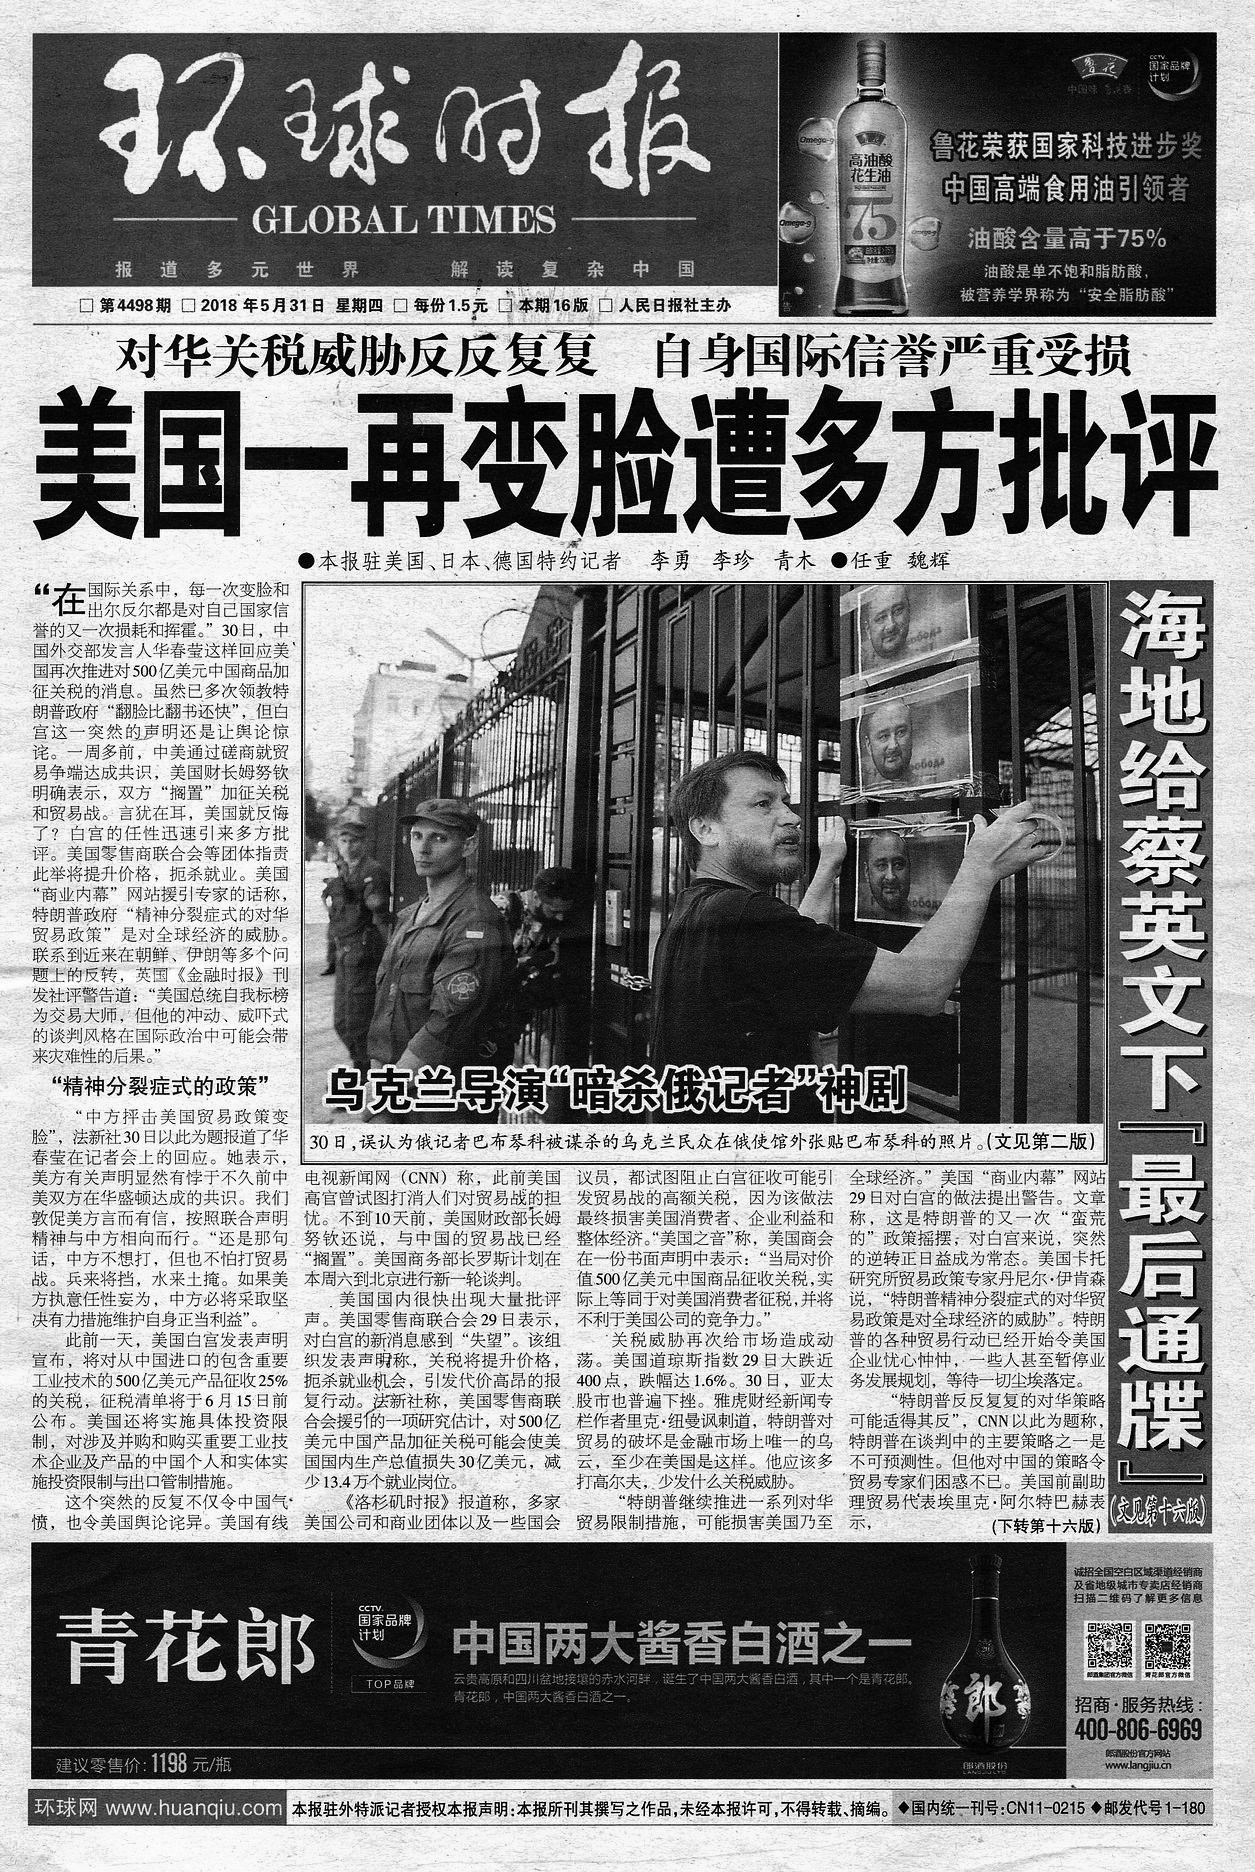 环球时报
GLOBAL TIMES
报道多元世界 解读复杂中国
鲁花
中国味 鲁花香
CCTV
国家品牌
计划
Omega-9
高油酸
花生油
75
鲁花荣获国家科技进步奖
中国高端食用油引领者
油酸含量高于75%
油酸是单不饱和脂肪酸，
被营养学界称为“安全脂肪酸”
□ 第4498期 □ 2018年5月31日 星期四 □ 每份1.5元 □ 本期16版 □ 人民日报社主办
对华关税威胁反反复复 自身国际信誉严重受损
美国一再变脸遭多方批评
●本报驻美国、日本、德国特约记者 李勇 李珍 青木 ●任重 魏辉
“在国际关系中，每一次变脸和
出尔反尔都是对自己国家信
誉的又一次损耗和挥霍。”30日，中
国外交部发言人华春莹这样回应美
国再次推进对500亿美元中国商品加
征关税的消息。虽然已多次领教特
朗普政府“翻脸比翻书还快”，但白
宫这一突然的声明还是让舆论惊
诧。一周多前，中美通过磋商就贸
易争端达成共识，美国财长姆努钦
明确表示，双方“搁置”加征关税
和贸易战。言犹在耳，美国就反悔
了？白宫的任性迅速引来多方批
评。美国零售商联合会等团体指责
此举将提升价格，扼杀就业。美国
“商业内幕”网站援引专家的话称，
特朗普政府“精神分裂症式的对华
贸易政策”是对全球经济的威胁。
联系到近来在朝鲜、伊朗等多个问
题上的反转，英国《金融时报》刊
发社评警告道：“美国总统自我标榜
为交易大师，但他的冲动、威吓式
的谈判风格在国际政治中可能会带
来灾难性的后果。”
“精神分裂症式的政策”
“中方抨击美国贸易政策变
脸”，法新社30日以此为题报道了华
春莹在记者会上的回应。她表示，
美方有关声明显然有悖于不久前中
美双方在华盛顿达成的共识。我们
敦促美方言而有信，按照联合声明
精神与中方相向而行。“还是那句
话，中方不想打，但也不怕打贸易
战。兵来将挡，水来土掩。如果美
方执意任性妄为，中方必将采取坚
决有力措施维护自身正当利益”。
此前一天，美国白宫发表声明
宣布，将对从中国进口的包含重要
工业技术的500亿美元产品征收25%
的关税，征税清单将于6月15日前
公布。美国还将实施具体投资限
制，对涉及并购和购买重要工业技
术企业及产品的中国个人和实体实
施投资限制与出口管制措施。
这个突然的反复不仅令中国气
愤，也令美国舆论诧异。美国有线
乌克兰导演“暗杀俄记者”神剧
30日，误认为俄记者巴布琴科被谋杀的乌克兰民众在俄使馆外张贴巴布琴科的照片。（文见第二版）
电视新闻网（CNN）称，此前美国
高官曾试图打消人们对贸易战的担
忧。不到10天前，美国财政部长姆
努钦还说，与中国的贸易战已经
“搁置”。美国商务部长罗斯计划在
本周六到北京进行新一轮谈判。
美国国内很快出现大量批评
声。美国零售商联合会29日表示，
对白宫的新消息感到“失望”。该组
织发表声明称，关税将提升价格，
扼杀就业机会，引发代价高昂的报
复行动。法新社称，美国零售商联
合会援引的一项研究估计，对500亿
美元中国产品加征关税可能会使美
国国内生产总值损失30亿美元，减
少13.4万个就业岗位。
《洛杉矶时报》报道称，多家
美国公司和商业团体以及一些国会
议员，都试图阻止白宫征收可能引
发贸易战的高额关税，因为该做法
最终损害美国消费者、企业利益和
整体经济。“美国之音”称，美国商会
在一份书面声明中表示：“当局对价
值500亿美元中国商品征收关税，实
际上等同于对美国消费者征税，并将
不利于美国公司的竞争力。”
关税威胁再次给市场造成动
荡。美国道琼斯指数29日大跌近
400点，跌幅达1.6%。30日，亚太
股市也普遍下挫。雅虎财经新闻专
栏作者里克·纽曼讽刺道，特朗普对
贸易的破坏是金融市场上唯一的乌
云，至少在美国是这样。他应该多
打高尔夫，少发什么关税威胁。
“特朗普继续推进一系列对华
贸易限制措施，可能损害美国乃至
全球经济。”美国“商业内幕”网站
29日对白宫的做法提出警告。文章
称，这是特朗普的又一次“蛮荒
的”政策摇摆；对白宫来说，突然
的逆转正日益成为常态。美国卡托
研究所贸易政策专家丹尼尔·伊肯森
说，“特朗普精神分裂症式的对华贸
易政策是对全球经济的威胁”。特朗
普的各种贸易行动已经开始令美国
企业忧心忡忡，一些人甚至暂停业
务发展规划，等待一切尘埃落定。
“特朗普反反复复的对华策略
可能适得其反”，CNN以此为题称，
特朗普在谈判中的主要策略之一是
不可预测性。但他对中国的策略令
贸易专家们困惑不已。美国前副助
理贸易代表埃里克·阿尔特巴赫表
示， （下转第十六版）
海地给蔡英文下『最后通牒』
（文见第十六版）
青花郎
CCTV
国家品牌
计划
TOP品牌
中国两大酱香白酒之一
云贵高原和四川盆地接壤的赤水河畔，诞生了中国两大酱香白酒，其中一个是青花郎。
青花郎，中国两大酱香白酒之一。
建议零售价：1198 元/瓶
郎
郎酒股份
LANGJIU LTD
诚招全国空白区域渠道经销商
及省地级城市专卖店经销商
扫描二维码了解更多信息
郎酒集团官方微信 青花郎官方微信
招商·服务热线：
400-806-6969
郎酒股份官方网站
www.langjiu.cn
环球网 www.huanqiu.com
本报驻外特派记者授权本报声明：本报所刊其撰写之作品，未经本报许可，不得转载、摘编。
◆国内统一刊号：CN11-0215 ◆邮发代号1-180